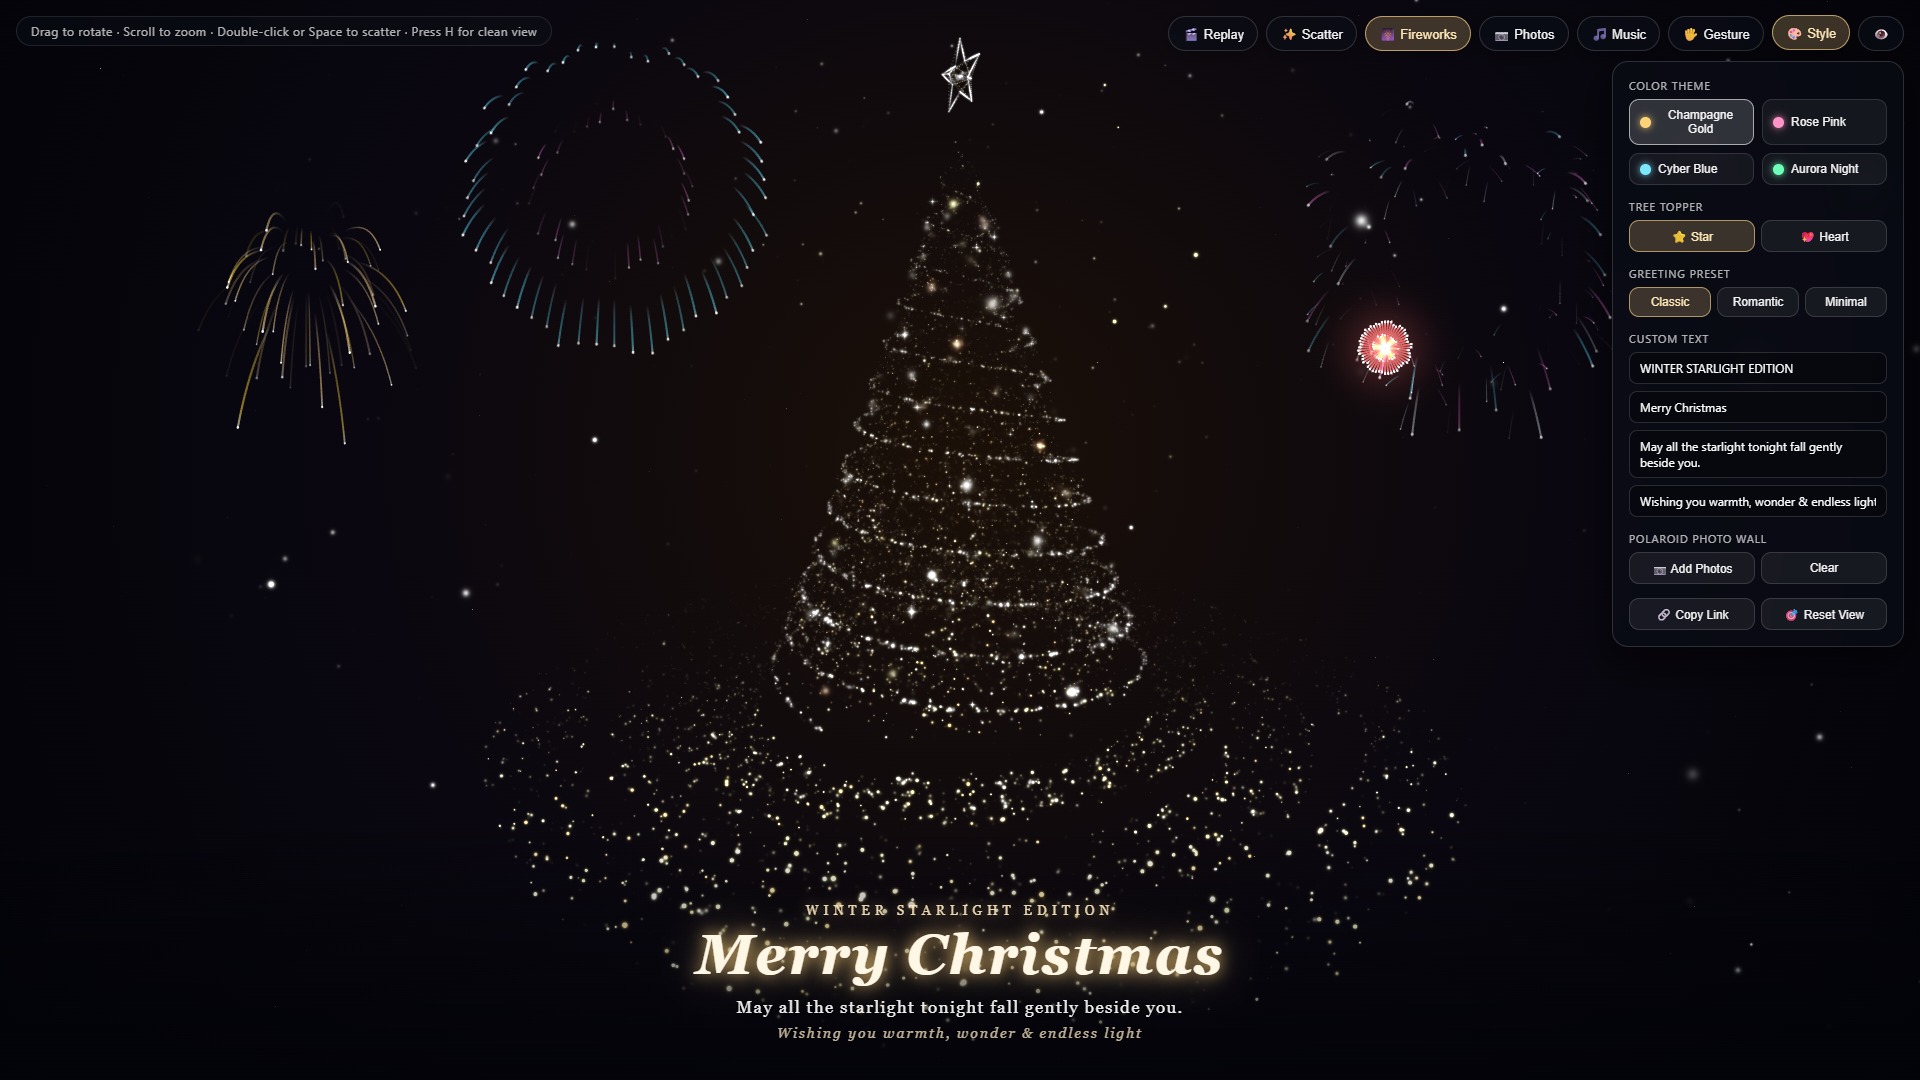 Drag to rotate · Scroll to zoom · Double-click or Space to scatter · Press H for clean view
Replay
Scatter
Fireworks
Photos
Music
Gesture
Style
COLOR THEME
Champagne
Gold
Rose Pink
Cyber Blue
Aurora Night
TREE TOPPER
Star
Heart
GREETING PRESET
Classic
Romantic
Minimal
CUSTOM TEXT
WINTER STARLIGHT EDITION
Merry Christmas
May all the starlight tonight fall gently
beside you.
Wishing you warmth, wonder & endless light
POLAROID PHOTO WALL
Add Photos
Clear
Copy Link
Reset View
WINTER STARLIGHT EDITION
Merry Christmas
May all the starlight tonight fall gently beside you.
Wishing you warmth, wonder & endless light